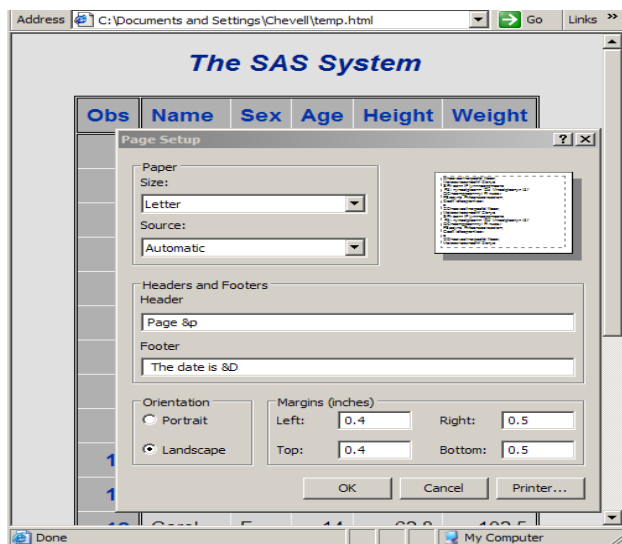 Address C:\Documents and Settings\Chevell\temp.html Go Links »
The SAS System
Obs Name Sex Age Height Weight
Page Setup
Paper
Size:
Letter
Source:
Automatic
Headers and Footers
Header
Page &p
Footer
The date is &D
Orientation
Portrait
Landscape
Margins (inches)
Left: 0.4 Right: 0.5
Top: 0.4 Bottom: 0.5
OK Cancel Printer...
1
1
Done My Computer